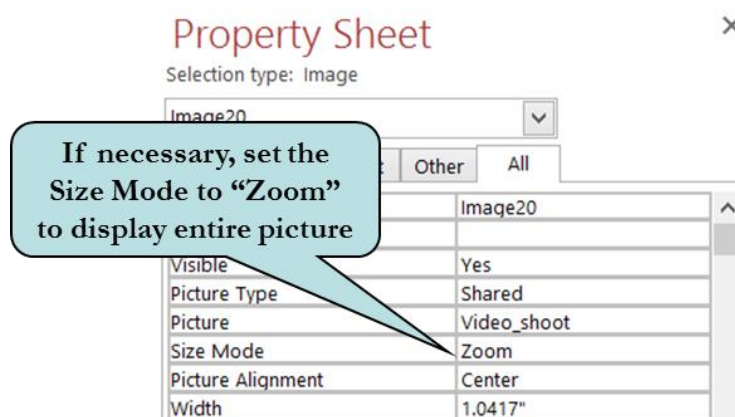 Property Sheet
Selection type: Image
Image20
If necessary, set the
Size Mode to “Zoom”
to display entire picture
Other All
Image20
Visible Yes
Picture Type Shared
Picture Video_shoot
Size Mode Zoom
Picture Alignment Center
Width 1.0417"